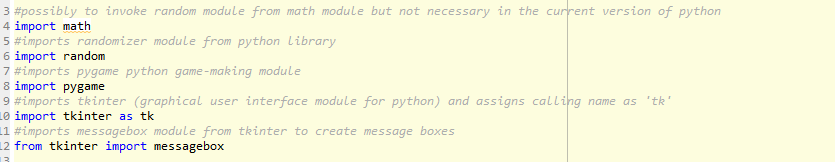 3 #possibly to invoke random module from math module but not necessary in the current version of python
4 import math
5 #imports randomizer module from python library
6 import random
7 #imports pygame python game-making module
8 import pygame
9 #imports tkinter (graphical user interface module for python) and assigns calling name as 'tk'
10 import tkinter as tk
11 #imports messagebox module from tkinter to create message boxes
12 from tkinter import messagebox